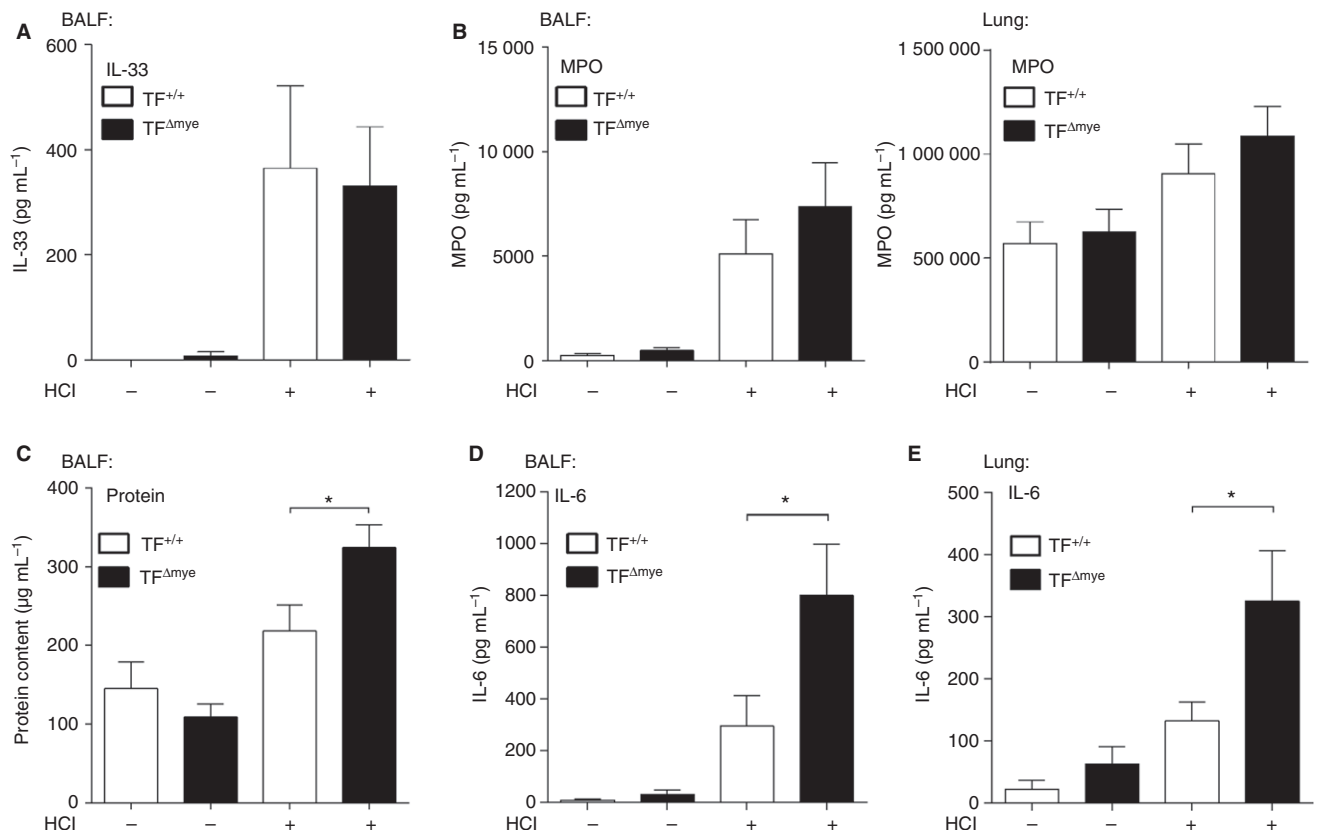 A
BALF:
IL-33
TF+/+
TFΔmye
IL-33 (pg mL−1)
600
400
200
0
HCl − − + +
B
BALF:
MPO
TF+/+
TFΔmye
MPO (pg mL−1)
15 000
10 000
5000
0
HCl − − + +
Lung:
MPO
TF+/+
TFΔmye
MPO (pg mL−1)
1 500 000
1 000 000
500 000
0
HCl − − + +
C
BALF:
Protein
TF+/+
TFΔmye
*
Protein content (µg mL−1)
400
300
200
100
0
HCl − − + +
D
BALF:
IL-6
TF+/+
TFΔmye
*
IL-6 (pg mL−1)
1200
1000
800
600
400
200
0
HCl − − + +
E
Lung:
IL-6
TF+/+
TFΔmye
*
IL-6 (pg mL−1)
500
400
300
200
100
0
HCl − − + +